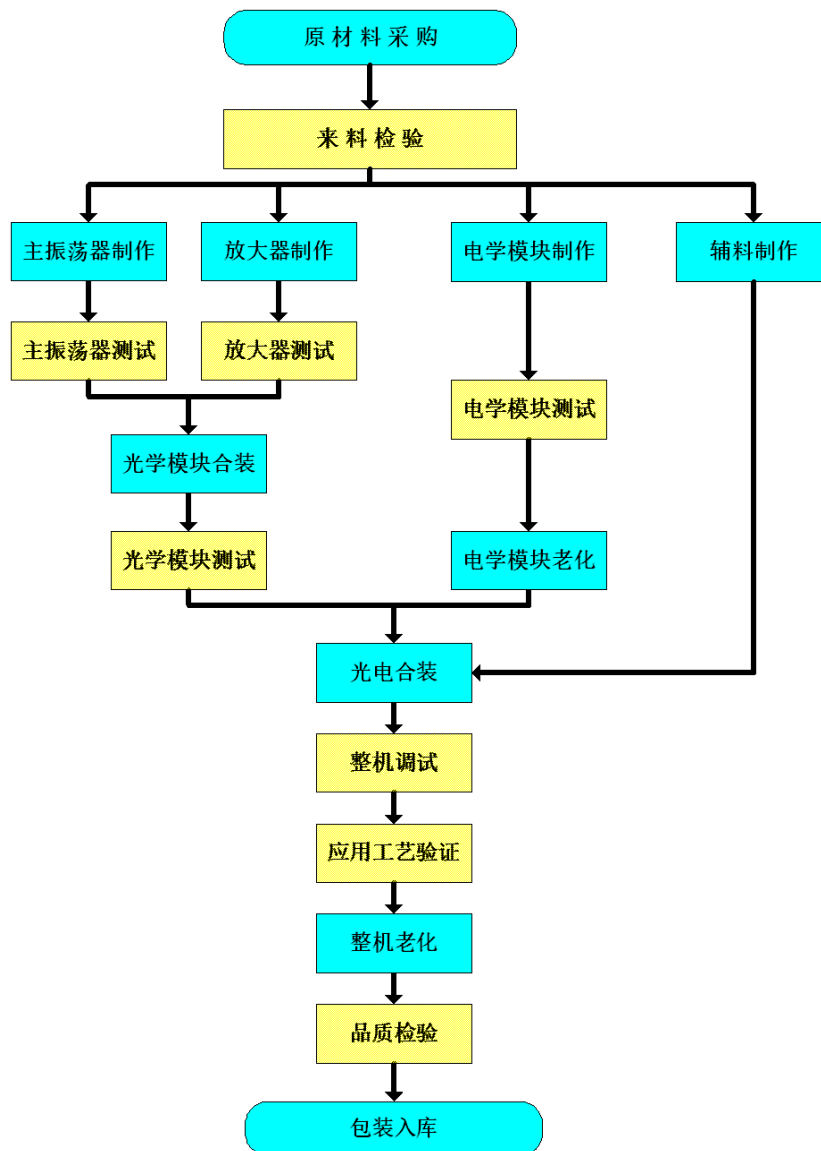 原材料采购
来料检验
主振荡器制作
放大器制作
电学模块制作
辅料制作
主振荡器测试
放大器测试
电学模块测试
光学模块合装
光学模块测试
电学模块老化
光电合装
整机调试
应用工艺验证
整机老化
品质检验
包装入库